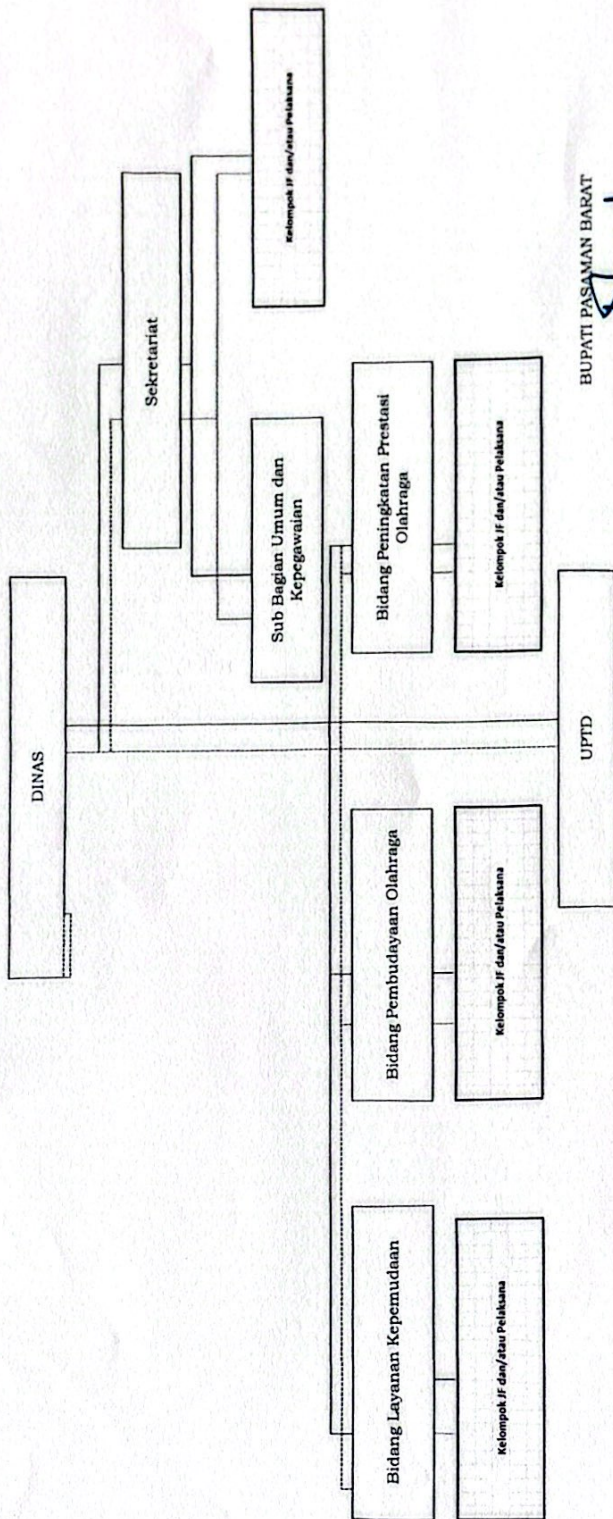 DINAS
Sekretariat
Sub Bagian Umum dan
Kepegawaian
Kelompok JF dan/atau Pelaksana
Bidang Layanan Kepemudaan
Bidang Pembudayaan Olahraga
Bidang Peningkatan Prestasi
Olahraga
Kelompok JF dan/atau Pelaksana
Kelompok JF dan/atau Pelaksana
Kelompok JF dan/atau Pelaksana
UPTD
BUPATI PASAMAN BARAT